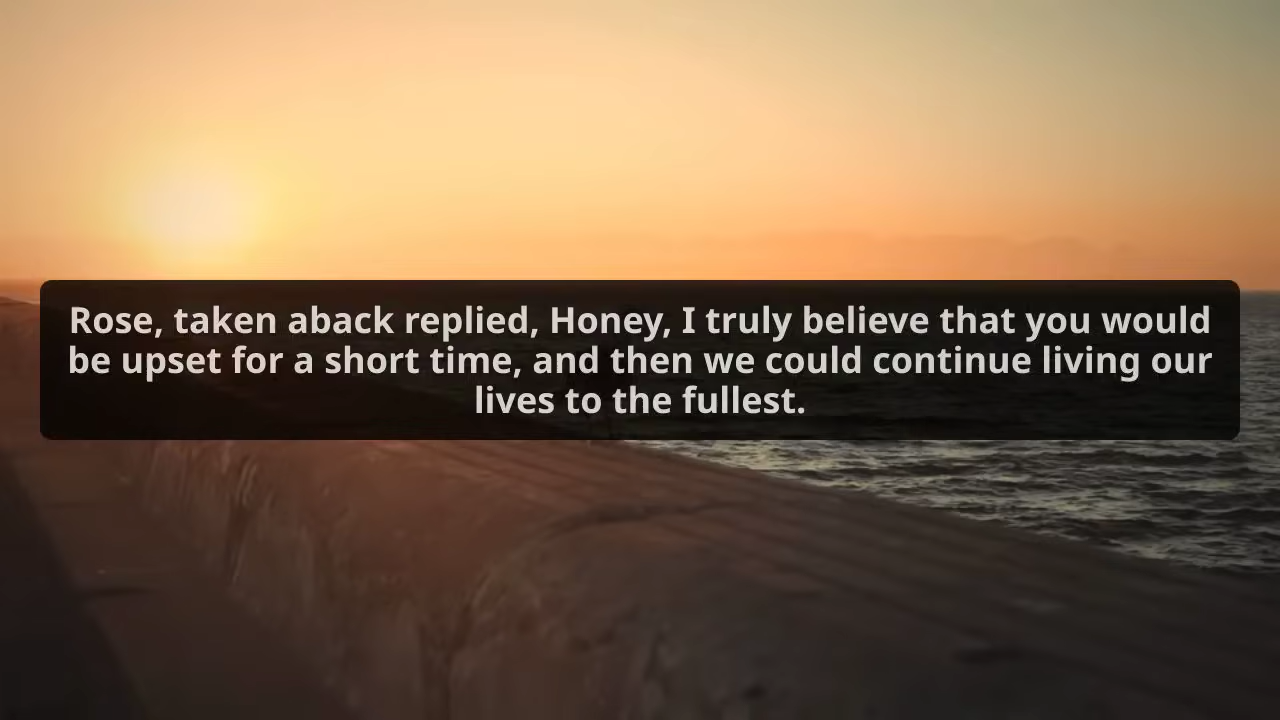 Rose, taken aback replied, Honey, I truly believe that you would
be upset for a short time, and then we could continue living our
lives to the fullest.